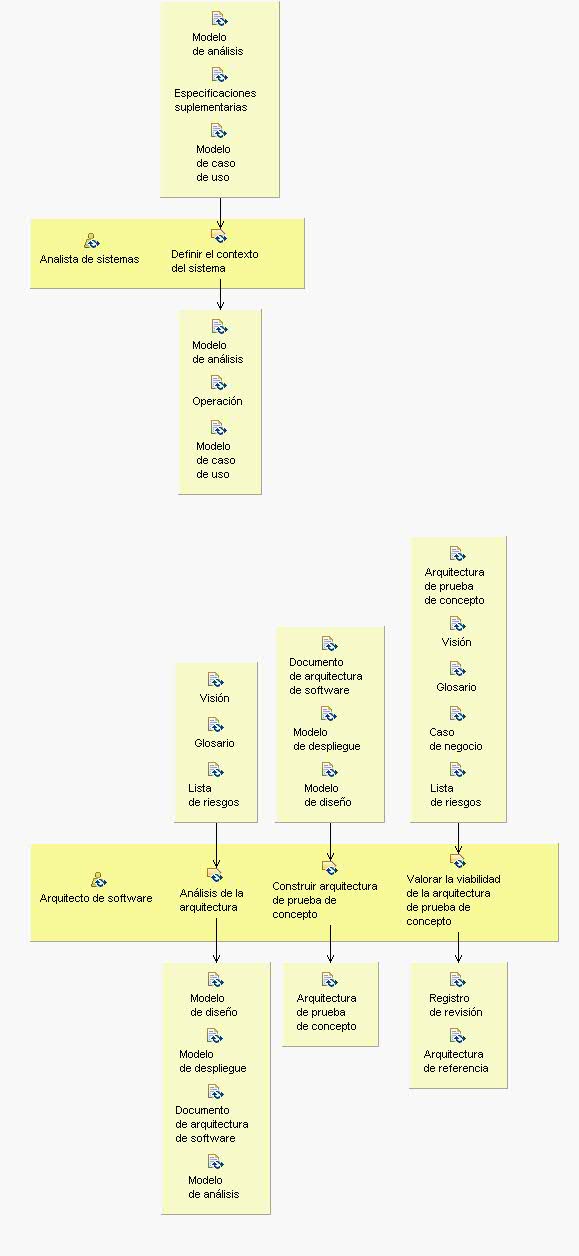 Modelo
de análisis
Especificaciones
suplementarias
Modelo
de caso
de uso
Analista de sistemas
Definir el contexto
del sistema
Modelo
de análisis
Operación
Modelo
de caso
de uso
Visión
Glosario
Lista
de riesgos
Documento
de arquitectura
de software
Modelo
de despliegue
Modelo
de diseño
Arquitectura
de prueba
de concepto
Visión
Glosario
Caso
de negocio
Lista
de riesgos
Arquitecto de software
Análisis de la
arquitectura
Construir arquitectura
de prueba de
concepto
Valorar la viabilidad
de la arquitectura
de prueba de
concepto
Modelo
de diseño
Modelo
de despliegue
Documento
de arquitectura
de software
Modelo
de análisis
Arquitectura
de prueba
de concepto
Registro
de revisión
Arquitectura
de referencia